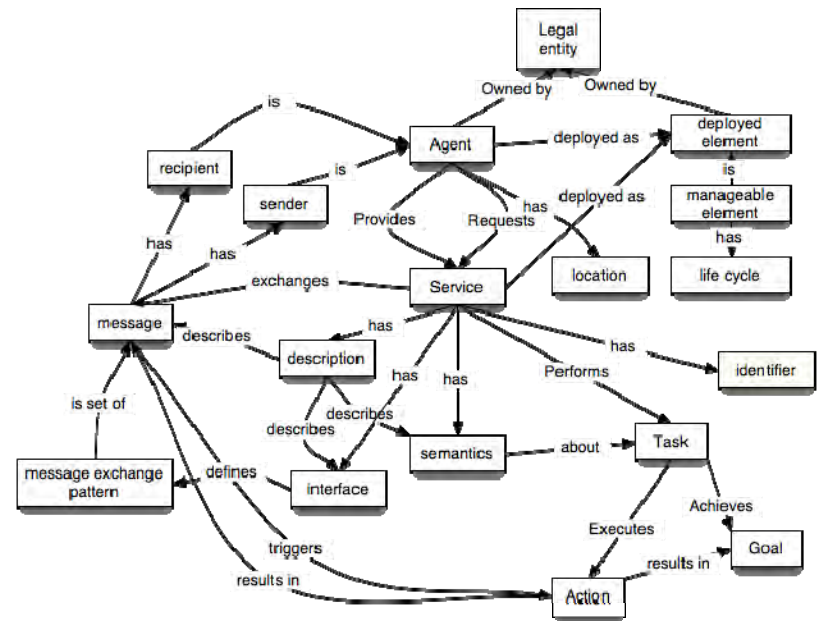 Legal
entity
Owned by
Owned by
is
Agent
deployed as
deployed
element
recipient
is
is
sender
has
deployed as
manageable
element
Provides
Requests
has
has
has
exchanges
Service
location
life cycle
message
describes
has
description
has
identifier
has
has
Performs
is set of
describes
describes
Task
semantics
about
message exchange
pattern
defines
interface
Achieves
Executes
triggers
Goal
results in
results in
Action